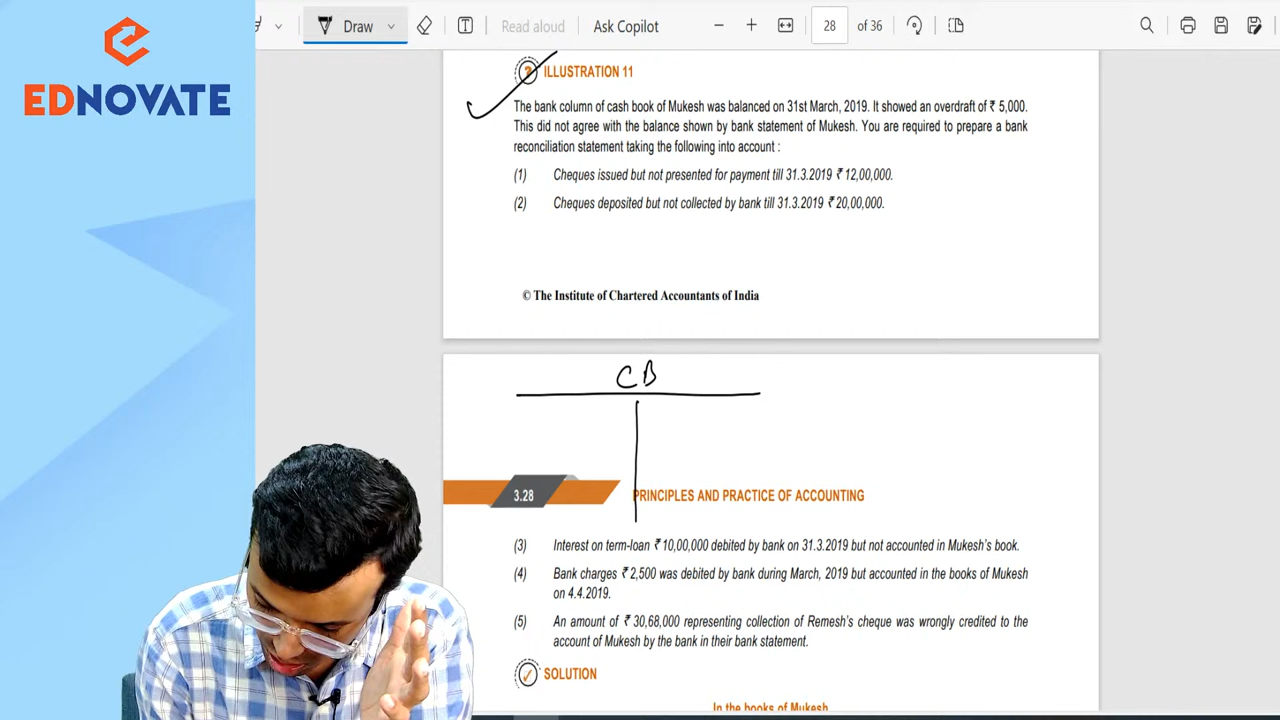 Draw
Read aloud
Ask Copilot
28 of 36
EDNOVATE
ILLUSTRATION 11
The bank column of cash book of Mukesh was balanced on 31st March, 2019. It showed an overdraft of ₹ 5,000.
This did not agree with the balance shown by bank statement of Mukesh. You are required to prepare a bank
reconciliation statement taking the following into account :
(1) Cheques issued but not presented for payment till 31.3.2019 ₹ 12,00,000.
(2) Cheques deposited but not collected by bank till 31.3.2019 ₹ 20,00,000.
© The Institute of Chartered Accountants of India
CB
3.28 PRINCIPLES AND PRACTICE OF ACCOUNTING
(3) Interest on term-loan ₹ 10,00,000 debited by bank on 31.3.2019 but not accounted in Mukesh's book.
(4) Bank charges ₹ 2,500 was debited by bank during March, 2019 but accounted in the books of Mukesh
on 4.4.2019.
(5) An amount of ₹ 30,68,000 representing collection of Remesh's cheque was wrongly credited to the
account of Mukesh by the bank in their bank statement.
SOLUTION
In the books of Mukesh